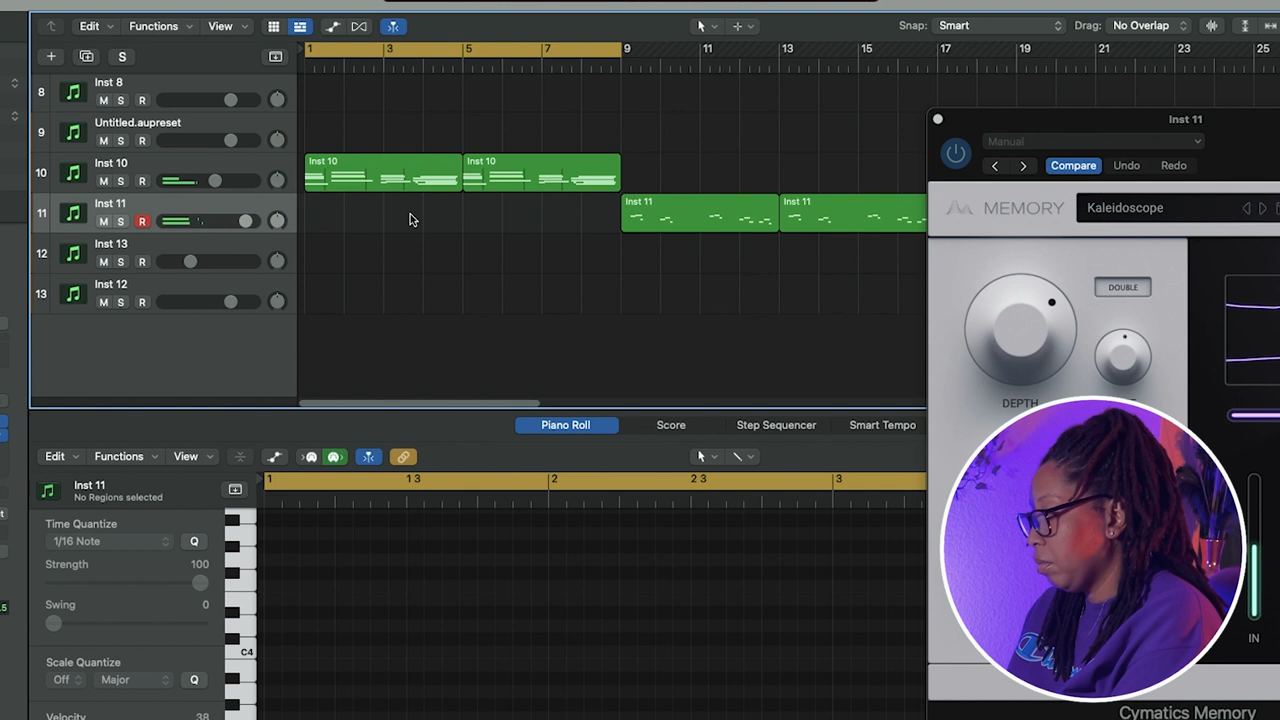 Edit Functions View Snap: Smart Drag: No Overlap
1 3 5 7 9 11 13 15 17 19 21 23 25
S
8 Inst 8
M S R
9 Untitled.aupreset
M S R
10 Inst 10
M S R
11 Inst 11
M S R
12 Inst 13
M S R
13 Inst 12
M S R
Inst 10 Inst 10
Inst 11 Inst 11
Inst 11
Manual
Compare Undo Redo
MEMORY Kaleidoscope
DOUBLE
DEPTH
IN
Cymatics Memory
Piano Roll Score Step Sequencer Smart Tempo
Edit Functions View
1 1 3 2 2 3 3
Inst 11
No Regions selected
Time Quantize
1/16 Note Q
Strength 100
Swing 0
Scale Quantize
Off Major Q
Velocity 38
C4
.5